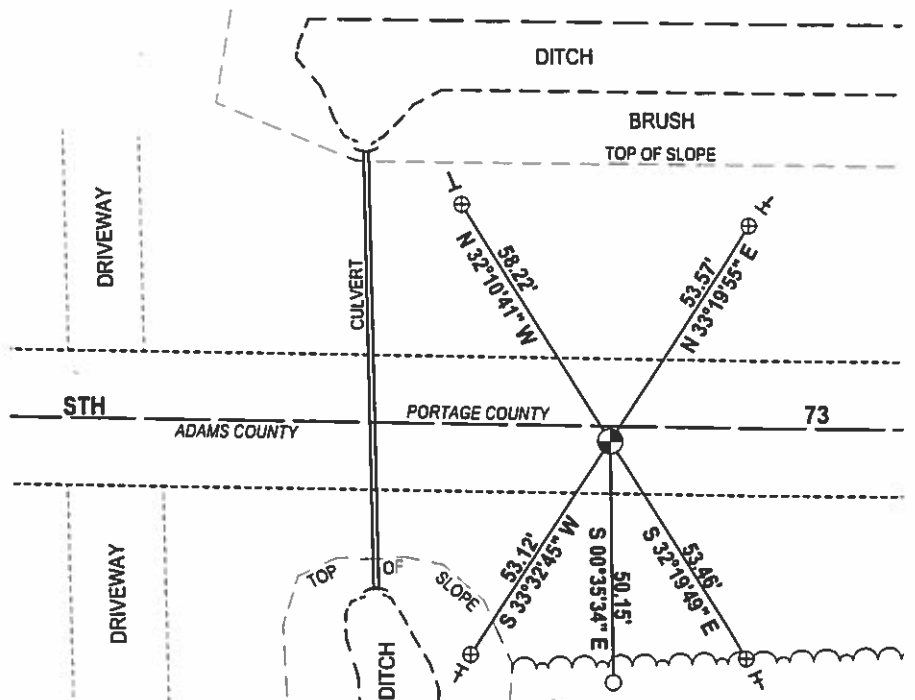 DITCH
BRUSH
TOP OF SLOPE
DRIVEWAY
CULVERT
58.22'
N 32°10'41" W
53.57'
N 33°19'55" E
STH
PORTAGE COUNTY
73
ADAMS COUNTY
53.12'
S 33°32'45" W
50.15'
S 00°35'34" E
53.46'
S 32°19'49" E
TOP OF SLOPE
DRIVEWAY
DITCH